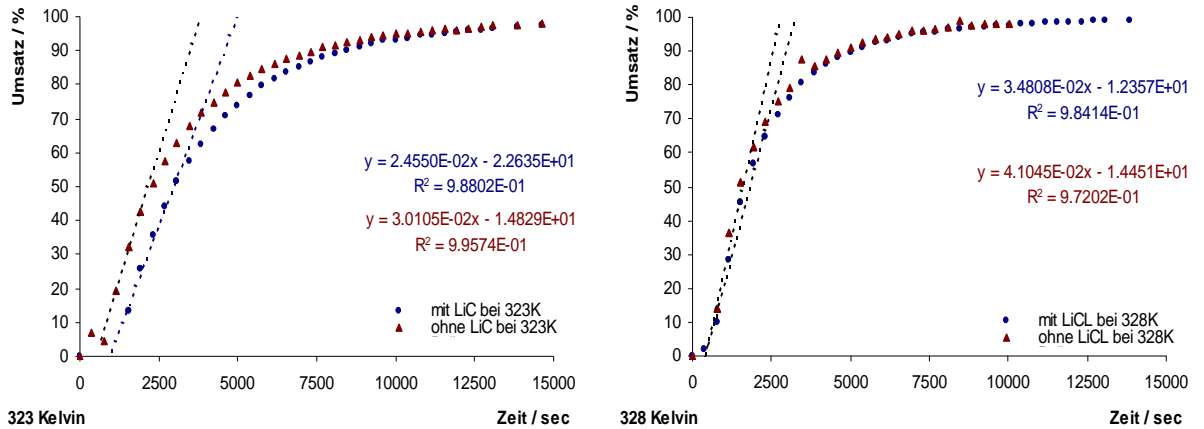 Umsatz / %
100
90
80
70
60
50
40
30
20
10
0
y = 2.4550E-02x - 2.2635E+01
R² = 9.8802E-01
y = 3.0105E-02x - 1.4829E+01
R² = 9.9574E-01
mit LiC bei 323K
ohne LiC bei 323K
0 2500 5000 7500 10000 12500 15000
323 Kelvin Zeit / sec
Umsatz / %
100
90
80
70
60
50
40
30
20
10
0
y = 3.4808E-02x - 1.2357E+01
R² = 9.8414E-01
y = 4.1045E-02x - 1.4451E+01
R² = 9.7202E-01
mit LiCL bei 328K
ohne LiCL bei 328K
0 2500 5000 7500 10000 12500 15000
328 Kelvin Zeit / sec